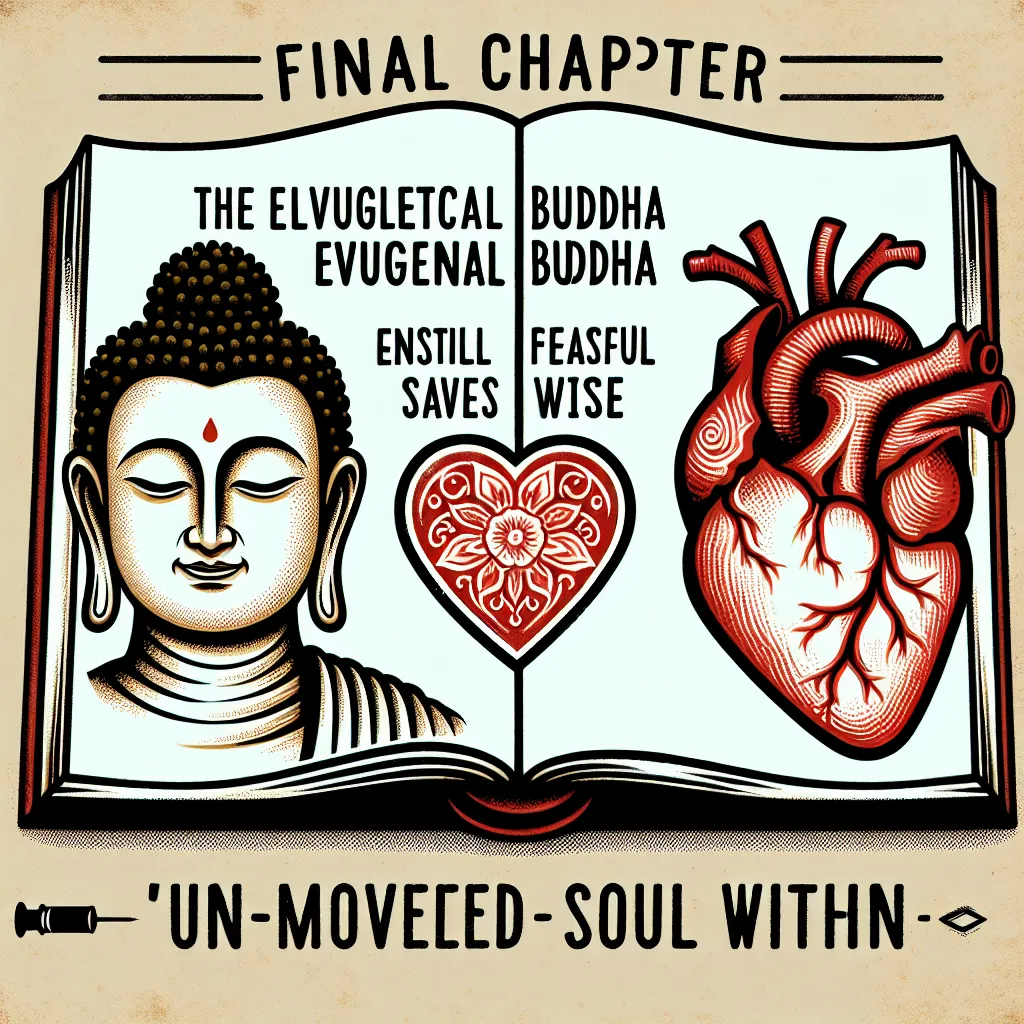 FINAL CHAP?TER
THE ELVUGLETCAL BUDDHA
EVUGENAL BUDDHA
ENSTILL FEASFUL
SAVES WISE
'UN-MOVECED-SOUL WITHN-